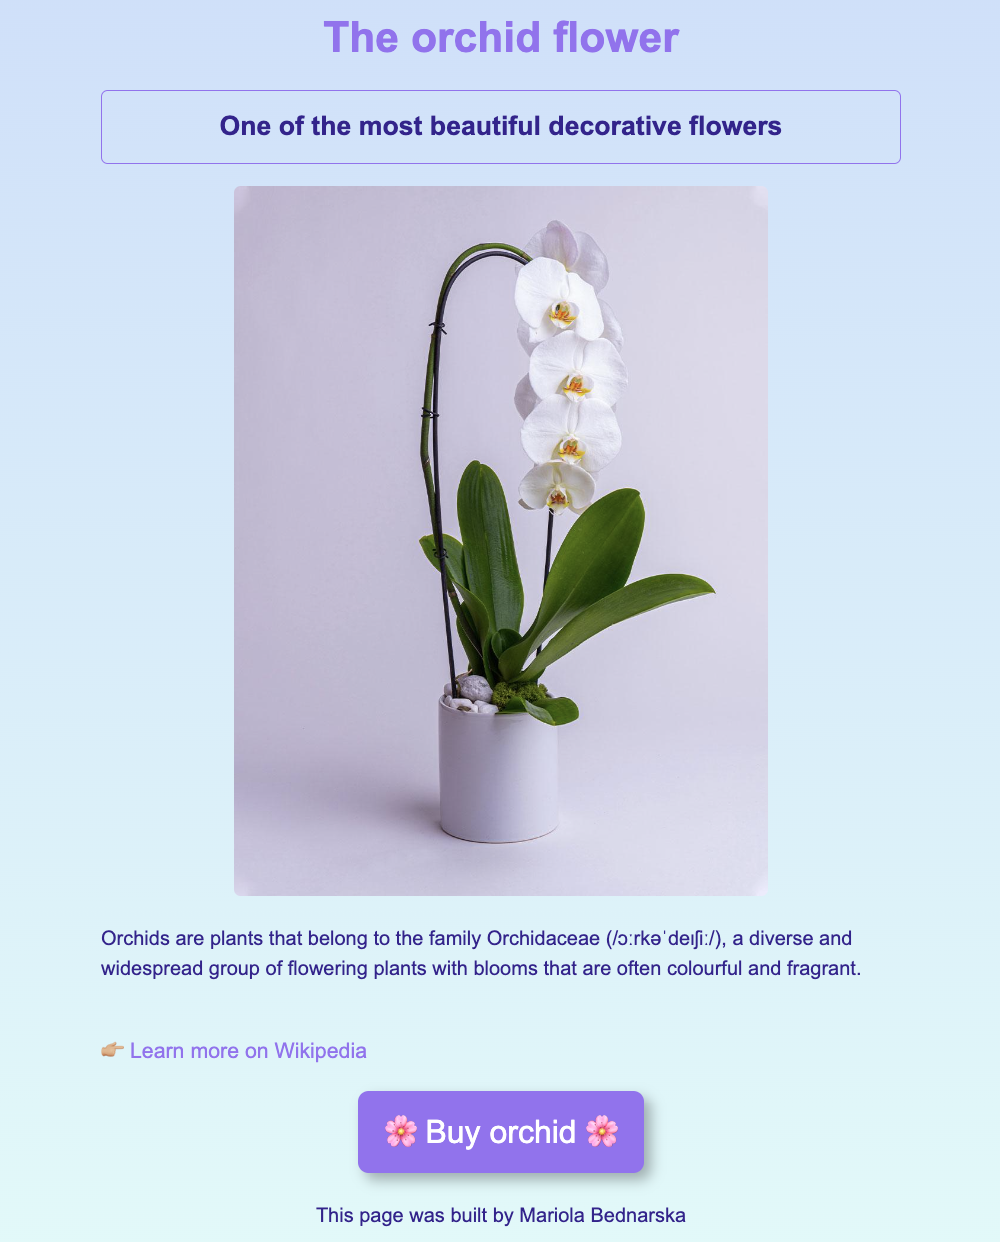 The orchid flower
One of the most beautiful decorative flowers
Orchids are plants that belong to the family Orchidaceae (/ɔːrkəˈdeɪʃiː/), a diverse and
widespread group of flowering plants with blooms that are often colourful and fragrant.
👉🏼 Learn more on Wikipedia
🌸 Buy orchid 🌸
This page was built by Mariola Bednarska